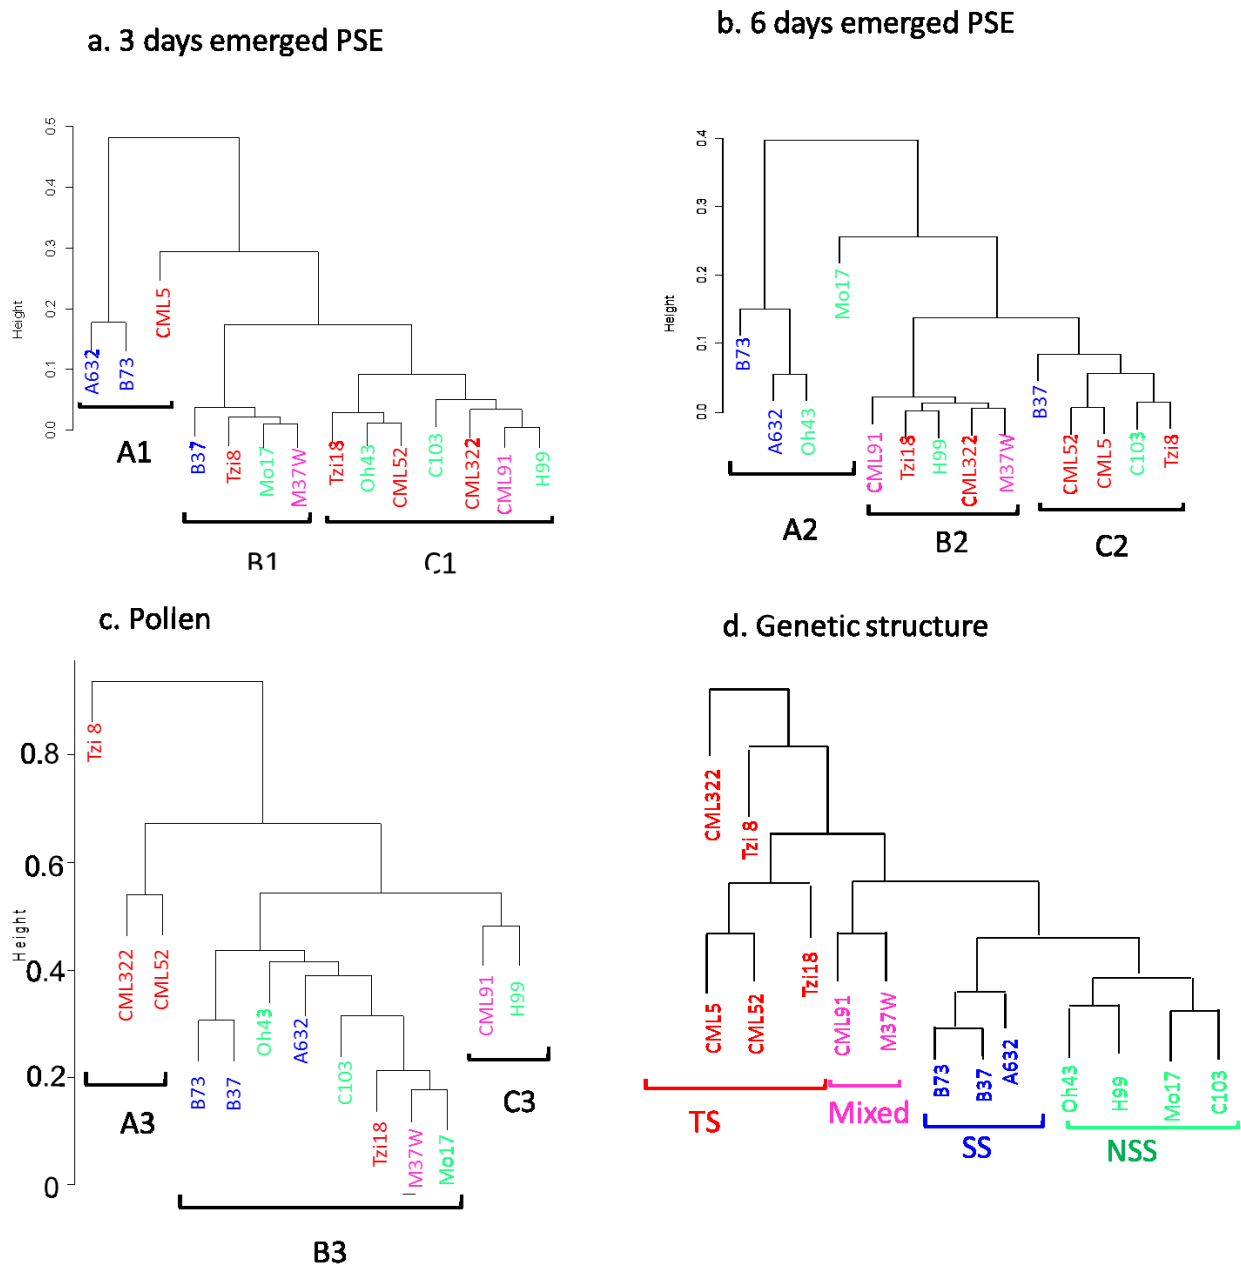 a. 3 days emerged PSE
b. 6 days emerged PSE
Height
0.0
0.1
0.2
0.3
0.4
0.5
A632
B73
CML5
B37
Tzi8
Mo17
M37W
Tzi18
Oh43
CML52
C103
CML322
CML91
H99
A1
B1
C1
Height
0.0
0.1
0.2
0.3
0.4
B73
A632
Oh43
Mo17
CML91
Tzi18
H99
CML322
M37W
B37
CML52
CML5
C103
Tzi8
A2
B2
C2
c. Pollen
d. Genetic structure
Height
0.8
0.6
0.4
0.2
0
Tzi 8
CML322
CML52
B73
B37
Oh43
A632
C103
Tzi18
M37W
Mo17
CML91
H99
A3
B3
C3
CML322
Tzi 8
CML5
CML52
Tzi18
CML91
M37W
B73
B37
A632
Oh43
H99
Mo17
C103
TS
Mixed
SS
NSS